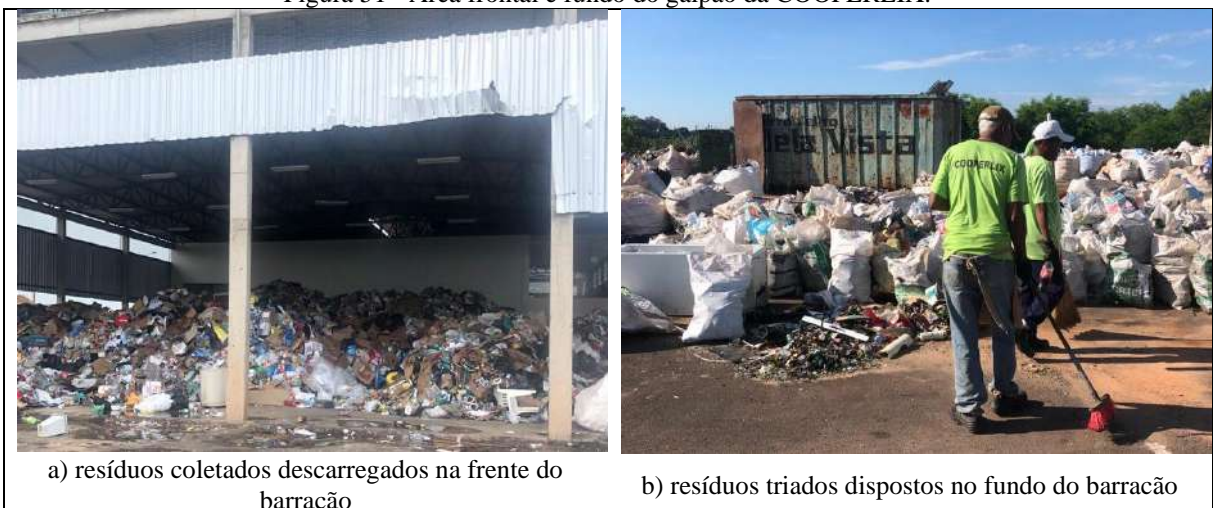 Figura - Área frontal e fundo do galpão da COOPERLIX.
ela Vista
COOPERLIX
a) resíduos coletados descarregados na frente do
barracão
b) resíduos triados dispostos no fundo do barracão